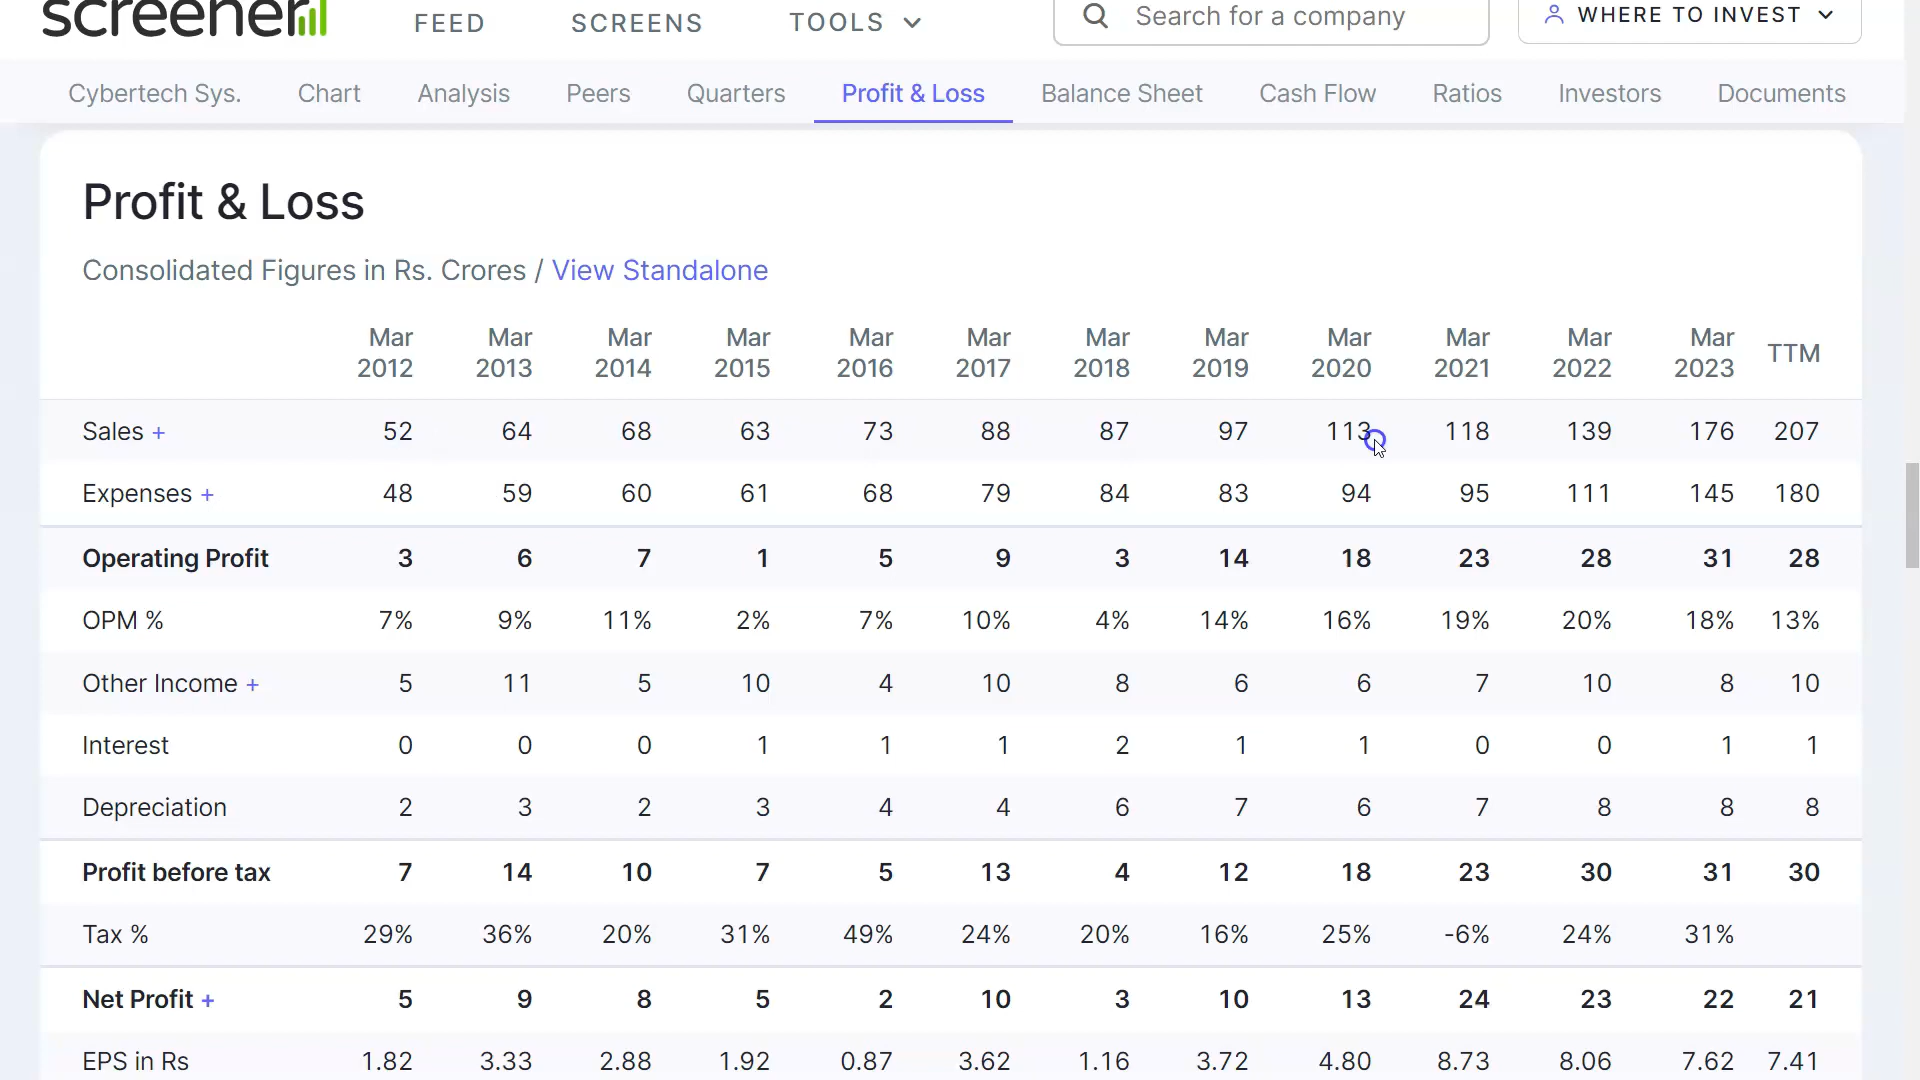 screener
FEED SCREENS TOOLS Search for a company WHERE TO INVEST
Cybertech Sys. Chart Analysis Peers Quarters Profit & Loss Balance Sheet Cash Flow Ratios Investors Documents
Profit & Loss
Consolidated Figures in Rs. Crores / View Standalone
Mar 2012 Mar 2013 Mar 2014 Mar 2015 Mar 2016 Mar 2017 Mar 2018 Mar 2019 Mar 2020 Mar 2021 Mar 2022 Mar 2023 TTM
Sales + 52 64 68 63 73 88 87 97 113 118 139 176 207
Expenses + 48 59 60 61 68 79 84 83 94 95 111 145 180
Operating Profit 3 6 7 1 5 9 3 14 18 23 28 31 28
OPM % 7% 9% 11% 2% 7% 10% 4% 14% 16% 19% 20% 18% 13%
Other Income + 5 11 5 10 4 10 8 6 6 7 10 8 10
Interest 0 0 0 1 1 1 2 1 1 0 0 1 1
Depreciation 2 3 2 3 4 4 6 7 6 7 8 8 8
Profit before tax 7 14 10 7 5 13 4 12 18 23 30 31 30
Tax % 29% 36% 20% 31% 49% 24% 20% 16% 25% -6% 24% 31%
Net Profit + 5 9 8 5 2 10 3 10 13 24 23 22 21
EPS in Rs 1.82 3.33 2.88 1.92 0.87 3.62 1.16 3.72 4.80 8.73 8.06 7.62 7.41